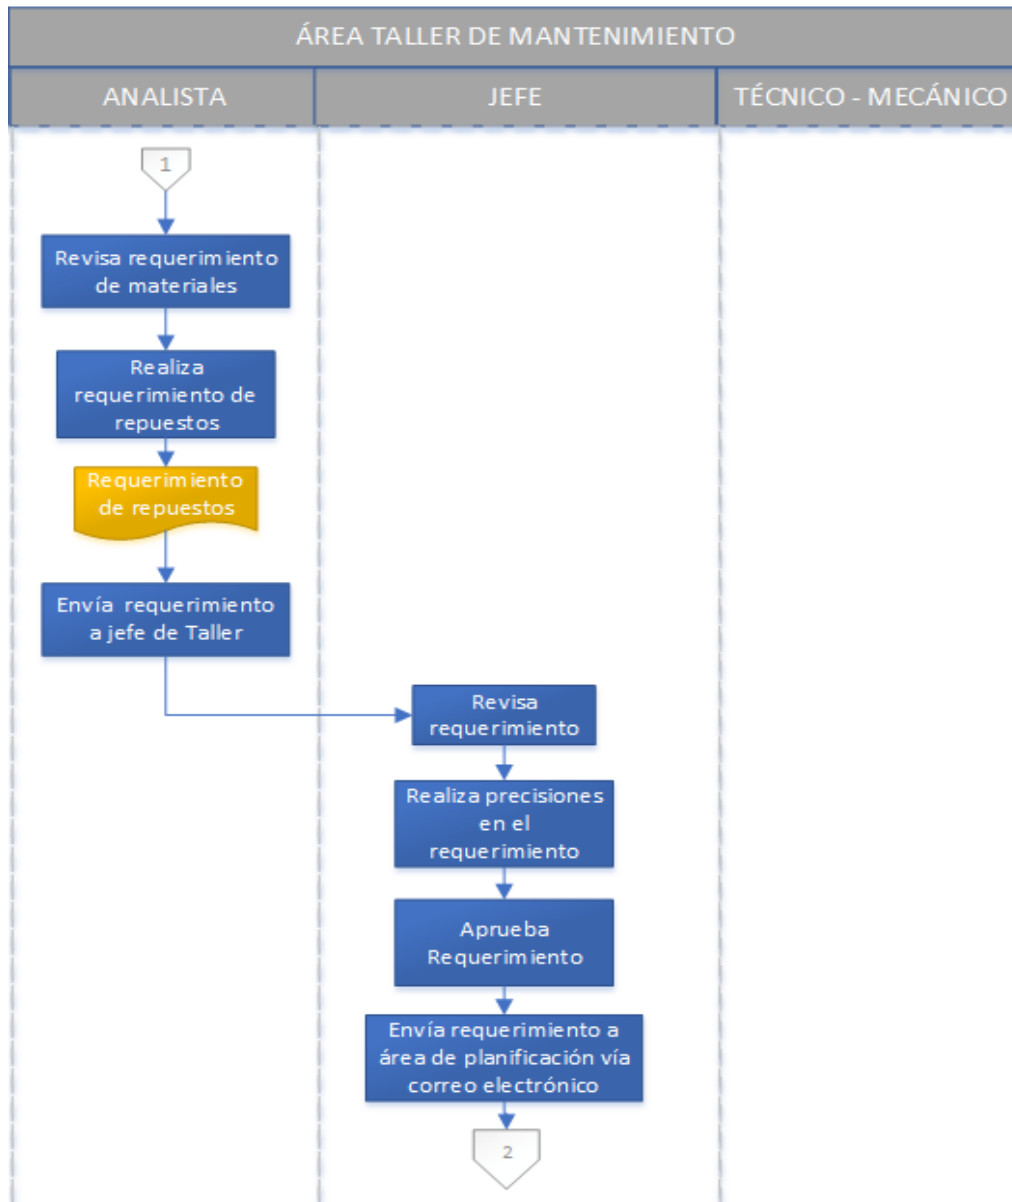 ÁREA TALLER DE MANTENIMIENTO
ANALISTA
JEFE
TÉCNICO - MECÁNICO
1
Revisa requerimiento
de materiales
Realiza
requerimiento de
repuestos
Requerimiento
de repuestos
Envía requerimiento
a jefe de Taller
Revisa
requerimiento
Realiza precisiones
en el
requerimiento
Aprueba
Requerimiento
Envía requerimiento a
área de planificación vía
correo electrónico
2